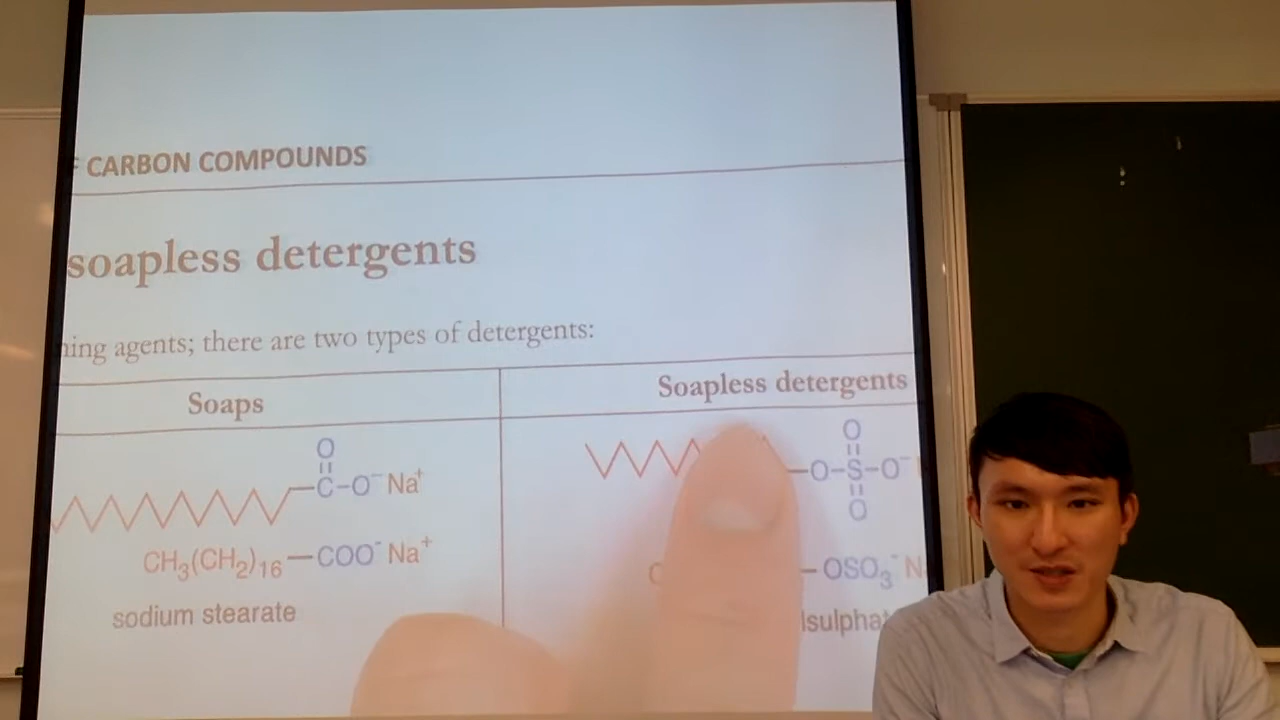 CARBON COMPOUNDS
soapless detergents
ning agents; there are two types of detergents:
Soaps
Soapless detergents
O
C–O⁻ Na⁺
O
–O–S–O⁻
O
CH₃(CH₂)₁₆—COO⁻ Na⁺
– OSO₃⁻ N
sodium stearate
lsulpha